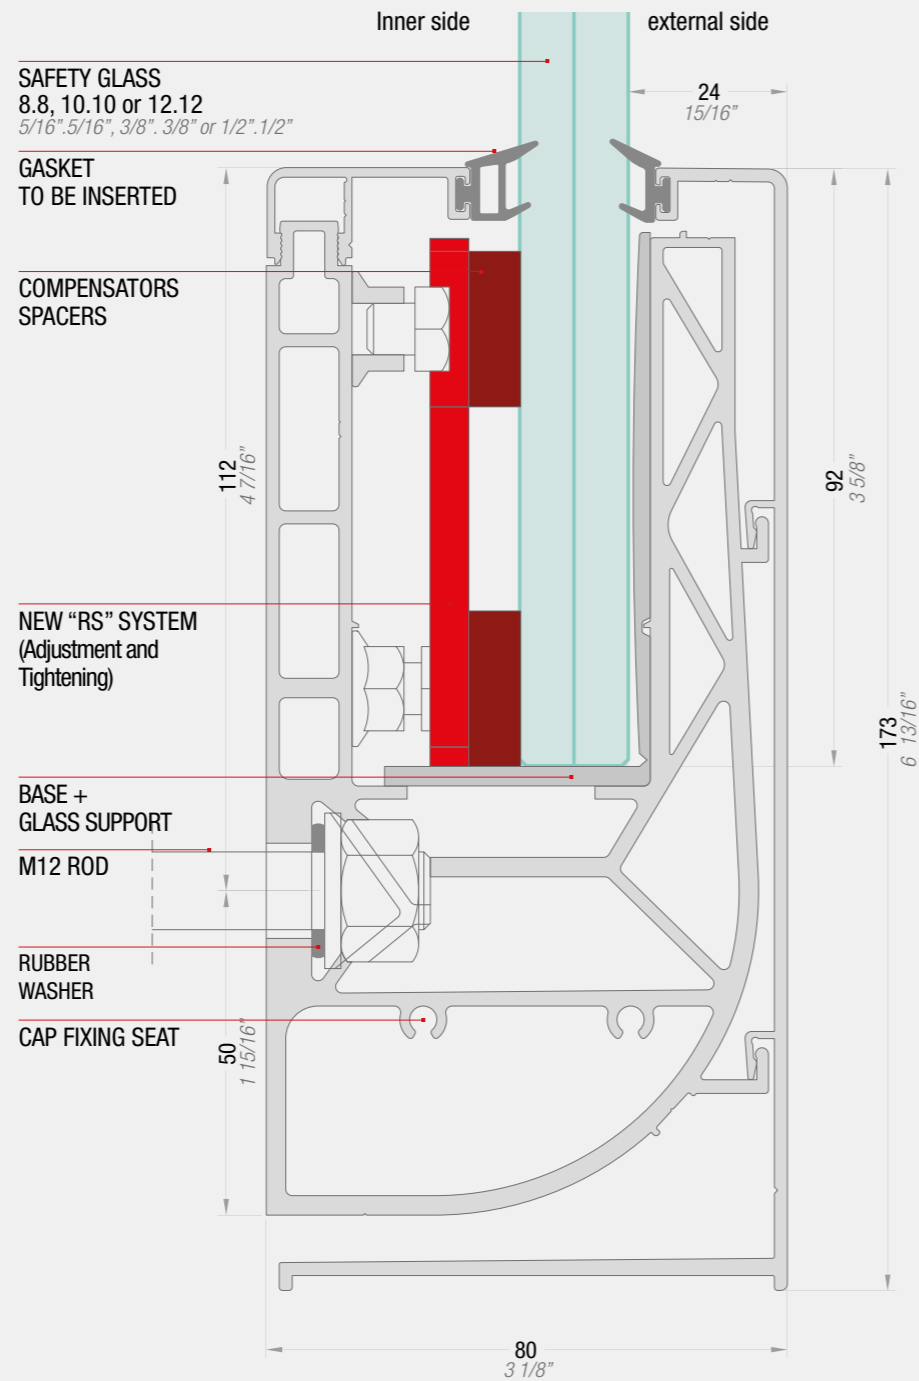 Inner side
external side
SAFETY GLASS
8.8, 10.10 or 12.12
5/16”.5/16”, 3/8”. 3/8” or 1/2”.1/2”
24
15/16”
GASKET
TO BE INSERTED
COMPENSATORS
SPACERS
112
4 7/16”
92
3 5/8”
NEW “RS” SYSTEM
(Adjustment and
Tightening)
173
6 13/16”
BASE +
GLASS SUPPORT
M12 ROD
RUBBER
WASHER
CAP FIXING SEAT
50
1 15/16”
80
3 1/8”